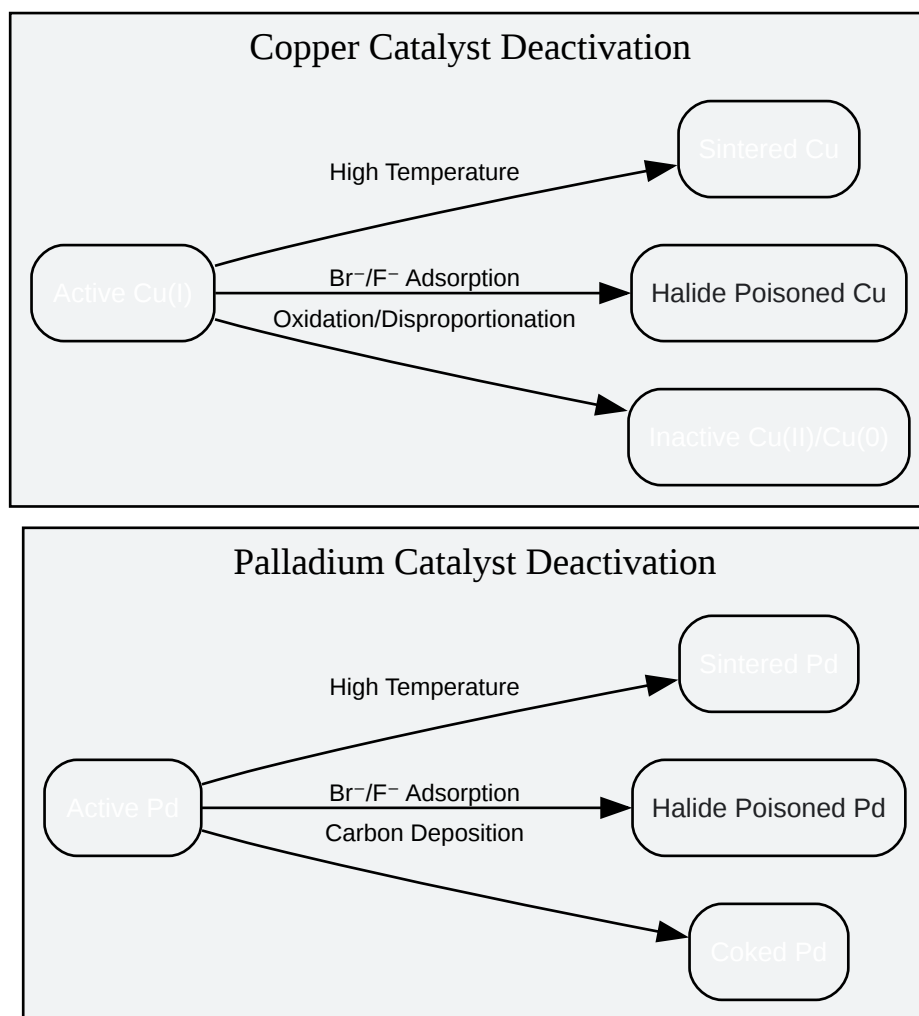 Copper Catalyst Deactivation
Sintered Cu
High Temperature
Active Cu(I)
Br⁻/F⁻ Adsorption
Halide Poisoned Cu
Oxidation/Disproportionation
Inactive Cu(II)/Cu(0)
Palladium Catalyst Deactivation
Sintered Pd
High Temperature
Active Pd
Br⁻/F⁻ Adsorption
Halide Poisoned Pd
Carbon Deposition
Coked Pd